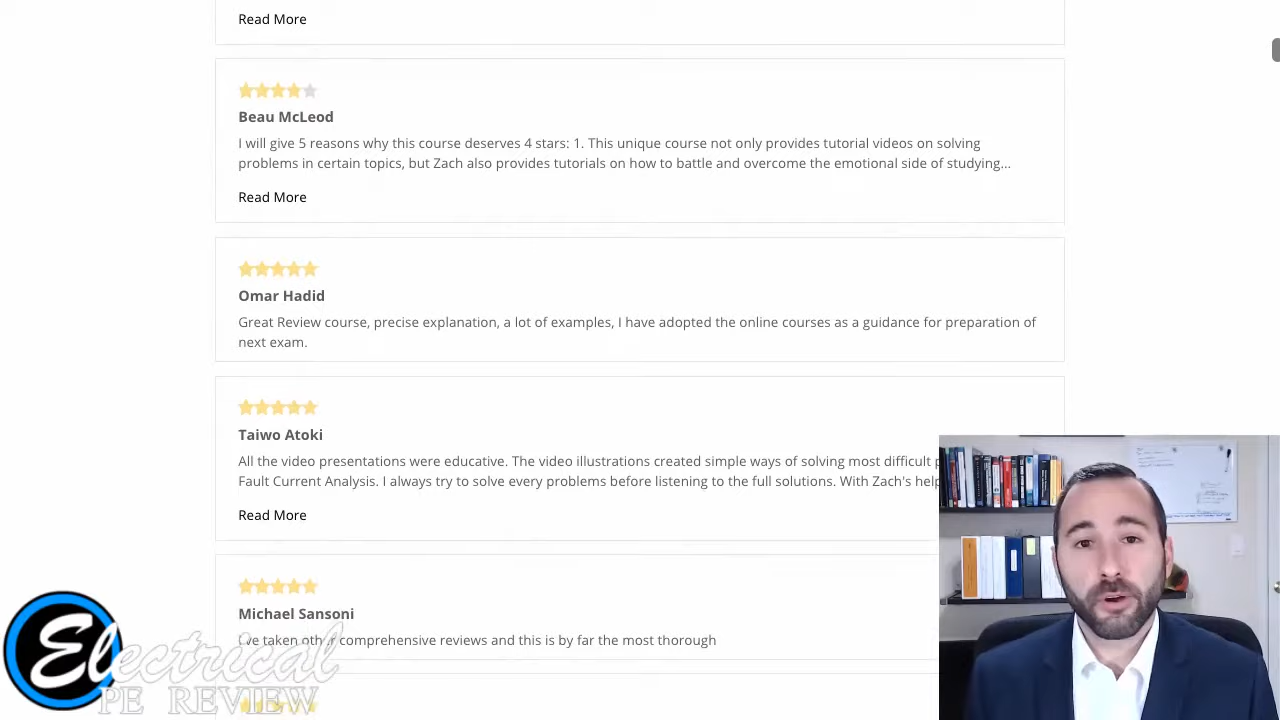 Read More
Beau McLeod
I will give 5 reasons why this course deserves 4 stars: 1. This unique course not only provides tutorial videos on solving
problems in certain topics, but Zach also provides tutorials on how to battle and overcome the emotional side of studying...
Read More
Omar Hadid
Great Review course, precise explanation, a lot of examples, I have adopted the online courses as a guidance for preparation of
next exam.
Taiwo Atoki
All the video presentations were educative. The video illustrations created simple ways of solving most difficult
Fault Current Analysis. I always try to solve every problems before listening to the full solutions. With Zach's help
Read More
Michael Sansoni
I've taken other comprehensive reviews and this is by far the most thorough
Electrical
PE REVIEW